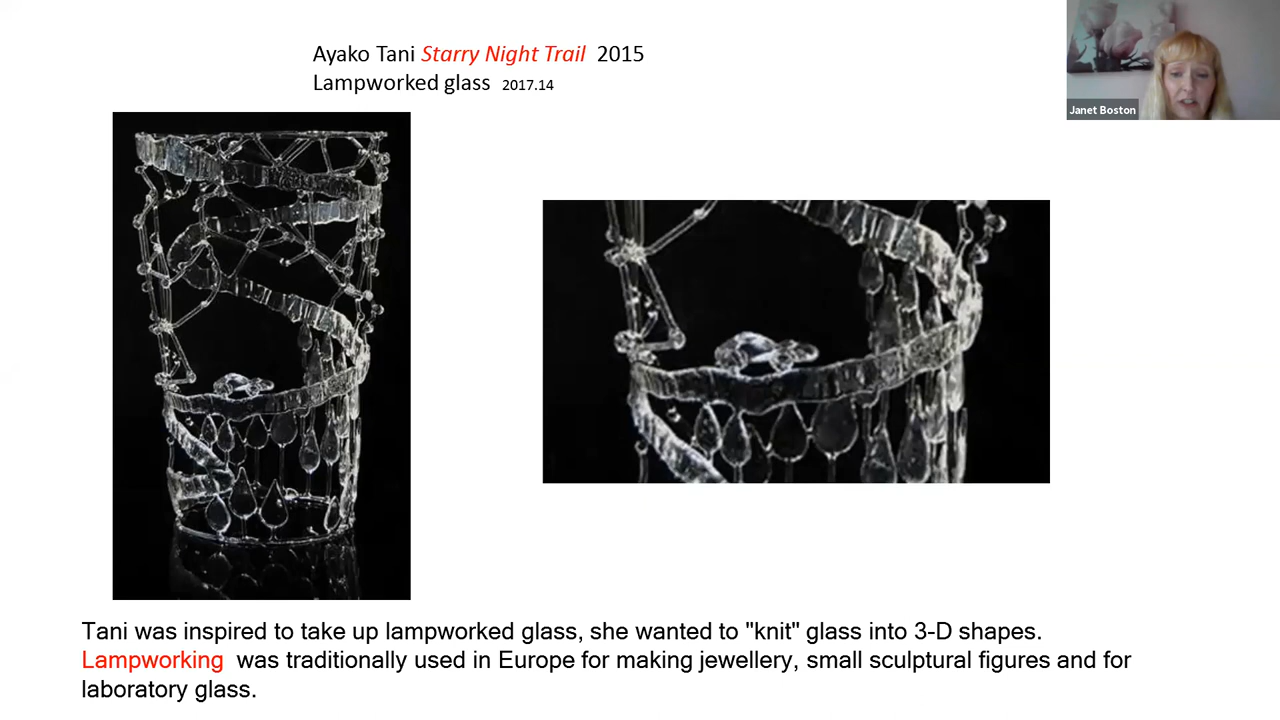 Ayako Tani Starry Night Trail 2015
Lampworked glass 2017.14
Janet Boston
Tani was inspired to take up lampworked glass, she wanted to "knit" glass into 3-D shapes.
Lampworking was traditionally used in Europe for making jewellery, small sculptural figures and for
laboratory glass.